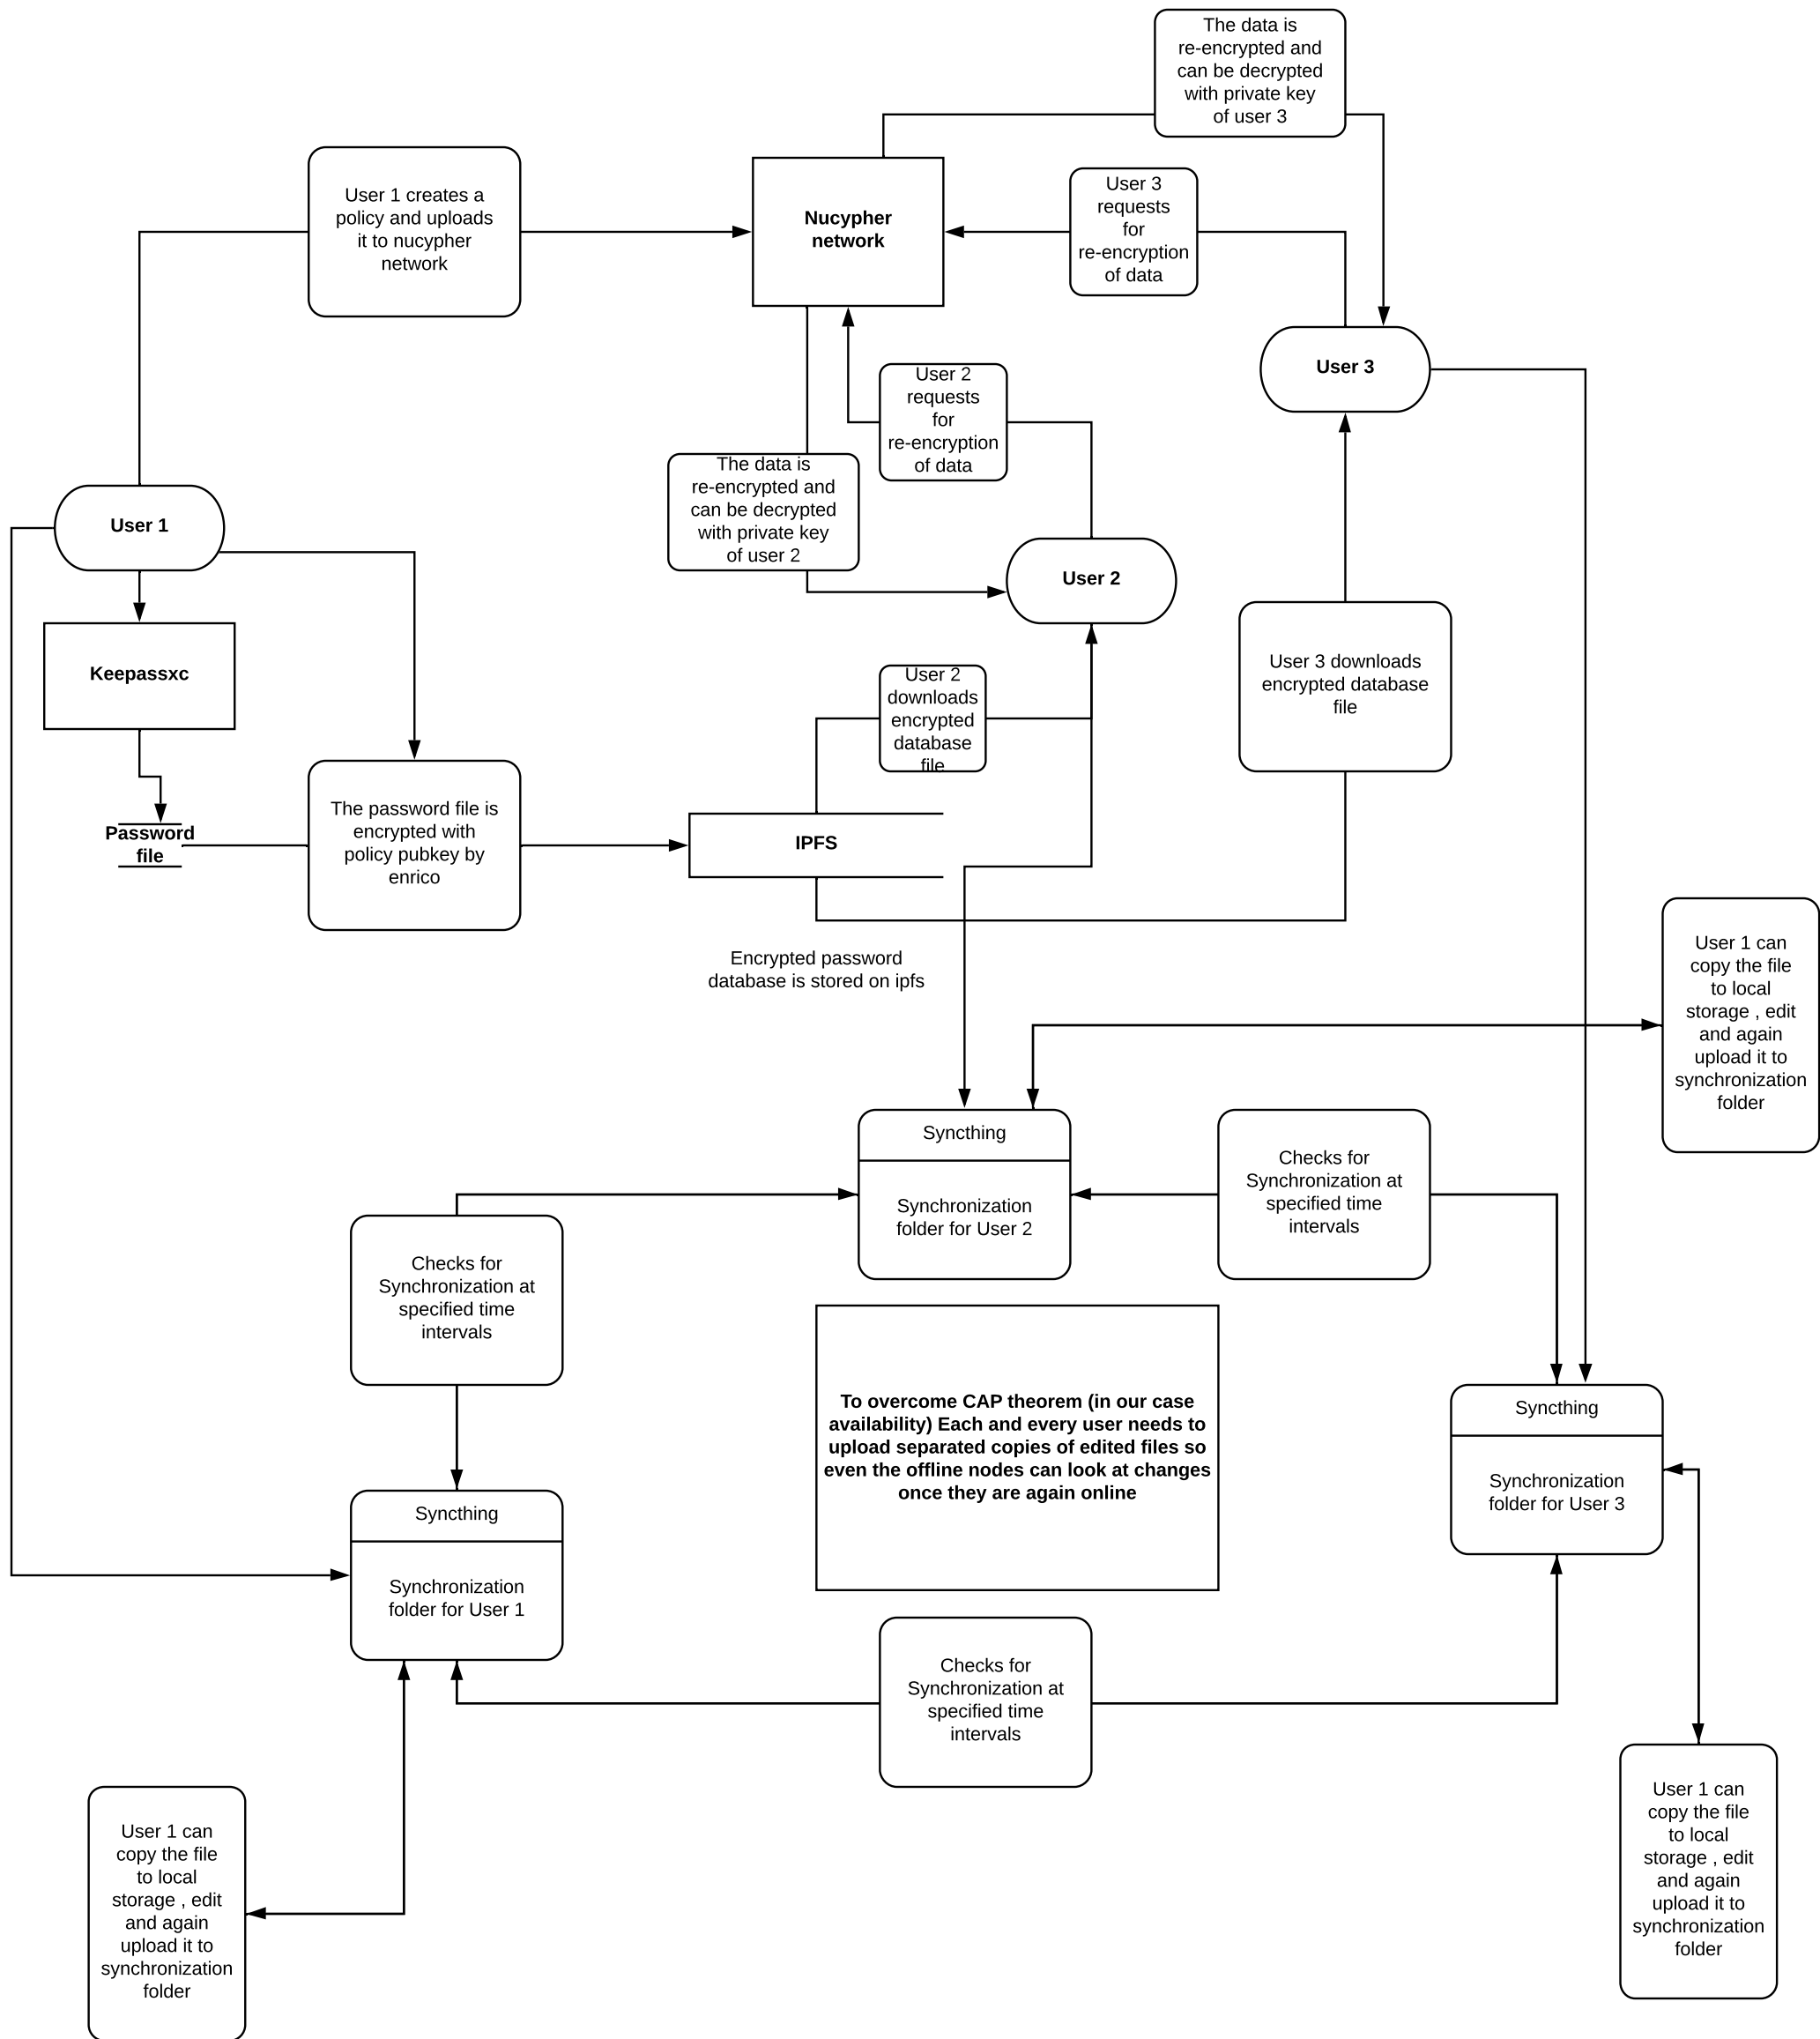 The data is
re-encrypted and
can be decrypted
with private key
of user 3
User 1 creates a
policy and uploads
it to nucypher
network
Nucypher
network
User 3
requests
for
re-encryption
of data
User 3
User 2
requests
for
re-encryption
of data
The data is
re-encrypted and
can be decrypted
with private key
of user 2
User 1
User 2
Keepassxc
User 2
downloads
encrypted
database
file
User 3 downloads
encrypted database
file
Password
file
The password file is
encrypted with
policy pubkey by
enrico
IPFS
Encrypted password
database is stored on ipfs
User 1 can
copy the file
to local
storage , edit
and again
upload it to
synchronization
folder
Syncthing
Synchronization
folder for User 2
Checks for
Synchronization at
specified time
intervals
Checks for
Synchronization at
specified time
intervals
To overcome CAP theorem (in our case
availability) Each and every user needs to
upload separated copies of edited files so
even the offline nodes can look at changes
once they are again online
Syncthing
Synchronization
folder for User 3
Syncthing
Synchronization
folder for User 1
Checks for
Synchronization at
specified time
intervals
User 1 can
copy the file
to local
storage , edit
and again
upload it to
synchronization
folder
User 1 can
copy the file
to local
storage , edit
and again
upload it to
synchronization
folder